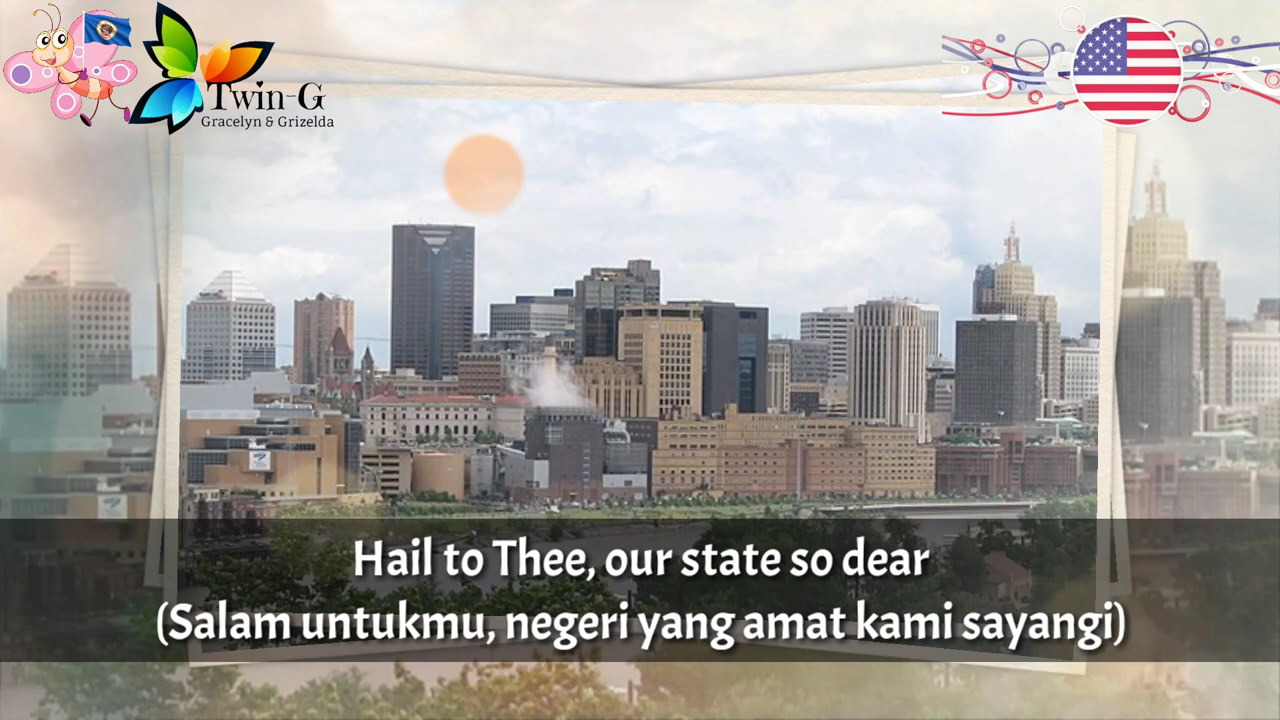 Twin-G
Gracelyn & Grizelda
Hail to Thee, our state so dear
(Salam untukmu, negeri yang amat kami sayangi)